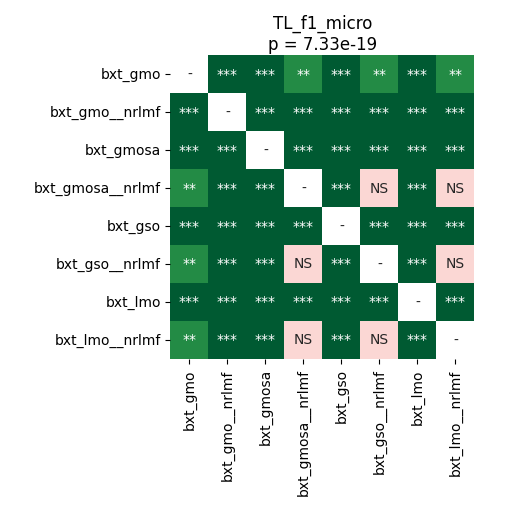 TL_f1_micro
p = 7.33e-19
bxt_gmo - *** *** ** *** ** *** **
bxt_gmo__nrlmf *** - *** *** *** *** *** ***
bxt_gmosa *** *** - *** *** *** *** ***
bxt_gmosa__nrlmf ** *** *** - *** NS *** NS
bxt_gso *** *** *** *** - *** *** ***
bxt_gso__nrlmf ** *** *** NS *** - *** NS
bxt_lmo *** *** *** *** *** *** - ***
bxt_lmo__nrlmf ** *** *** NS *** NS *** -
bxt_gmo
bxt_gmo__nrlmf
bxt_gmosa
bxt_gmosa__nrlmf
bxt_gso
bxt_gso__nrlmf
bxt_lmo
bxt_lmo__nrlmf